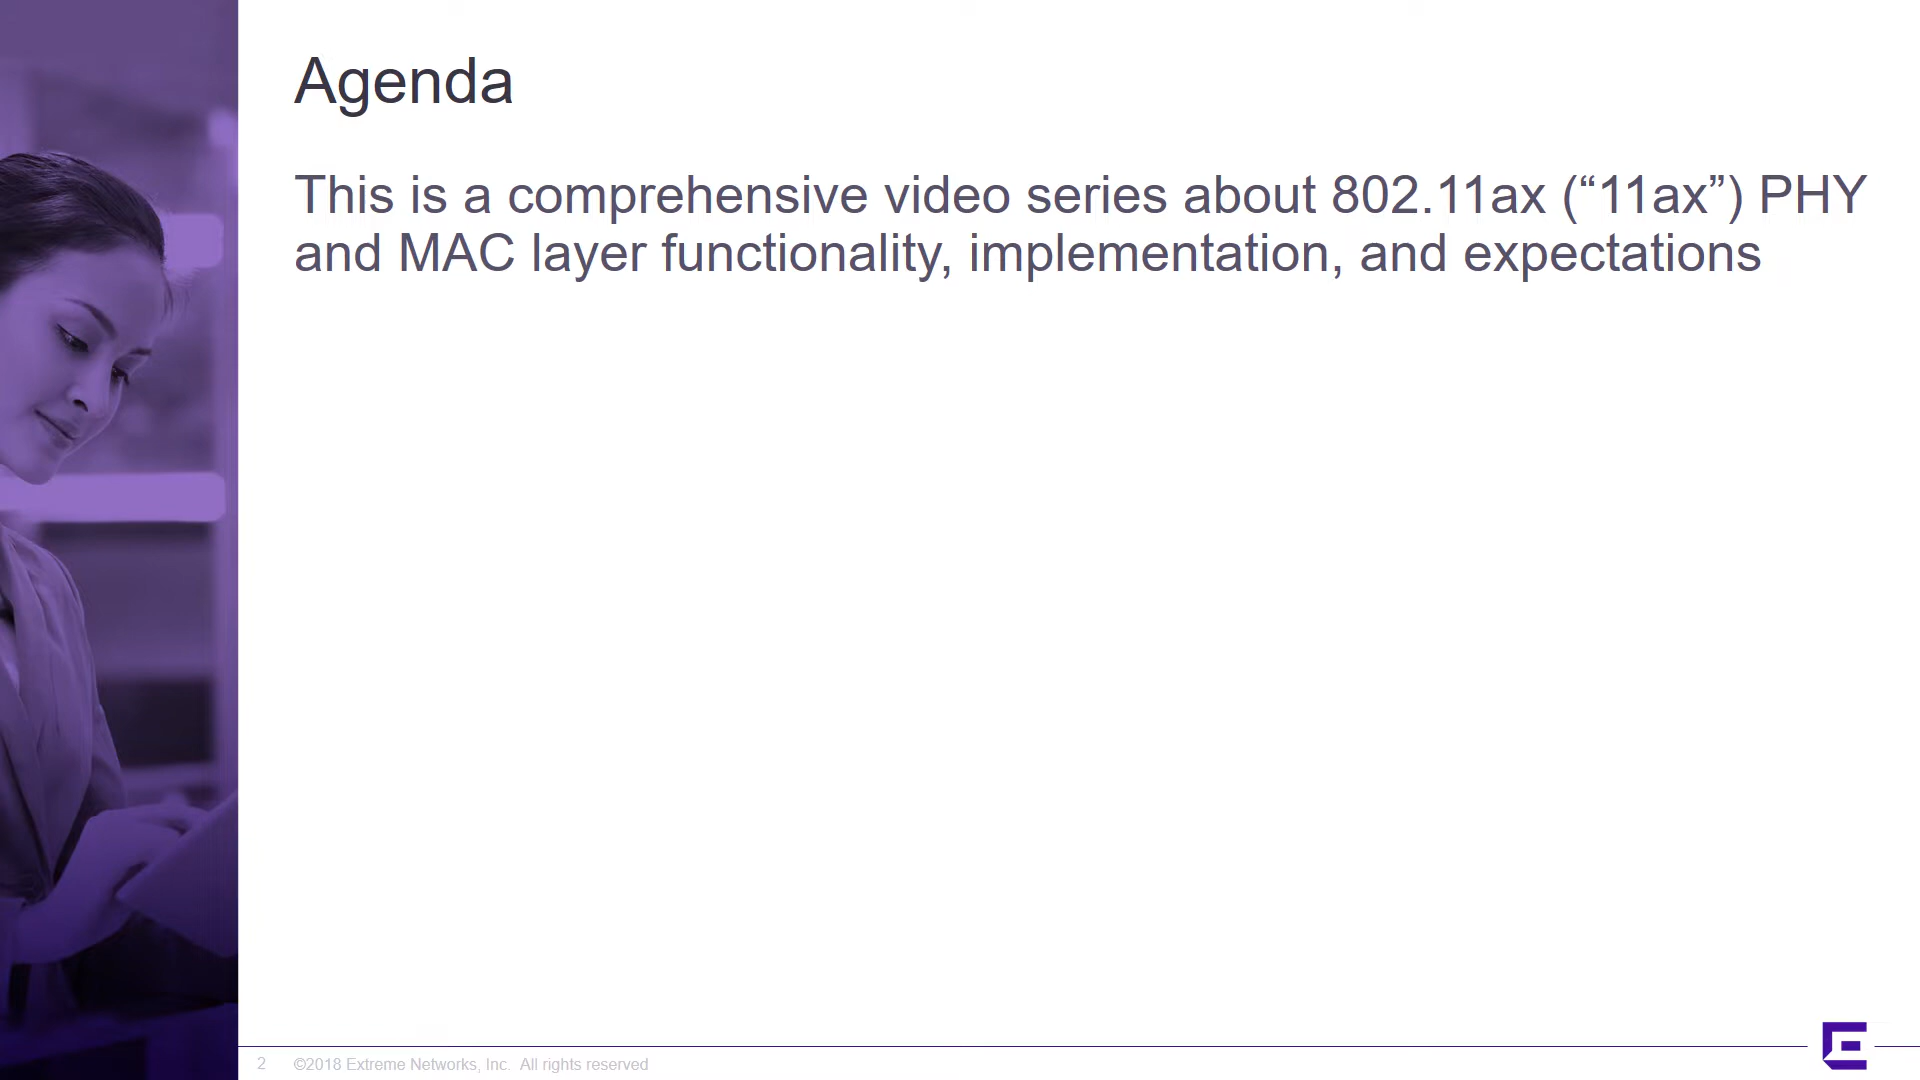 Agenda
This is a comprehensive video series about 802.11ax (“11ax”) PHY
and MAC layer functionality, implementation, and expectations
2 ©2018 Extreme Networks, Inc. All rights reserved